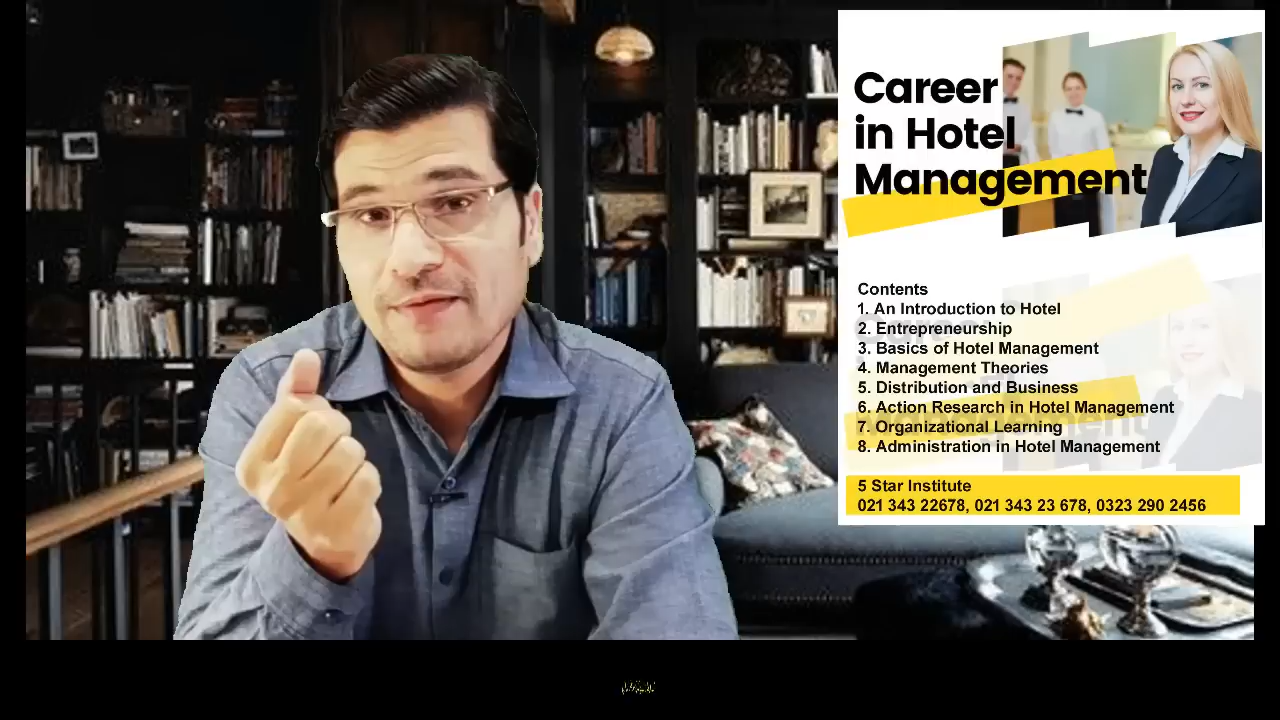 Career
in Hotel
Management
Contents
1. An Introduction to Hotel
2. Entrepreneurship
3. Basics of Hotel Management
4. Management Theories
5. Distribution and Business
6. Action Research in Hotel Management
7. Organizational Learning
8. Administration in Hotel Management
5 Star Institute
021 343 22678, 021 343 23 678, 0323 290 2456